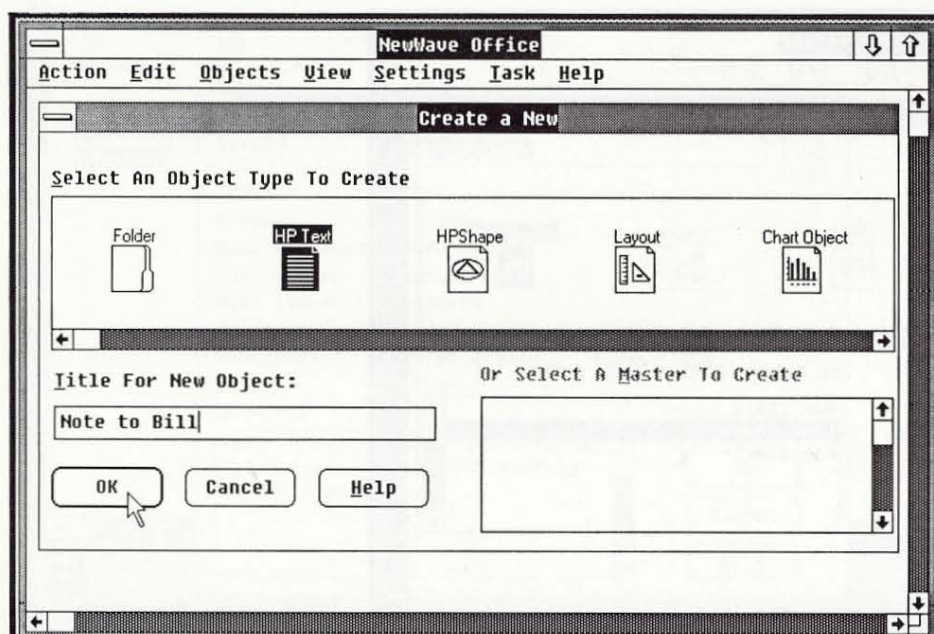 NewWave Office
Action Edit Objects View Settings Task Help
Create a New
Select An Object Type To Create
Folder HP Text HPShape Layout Chart Object
Title For New Object:
Or Select A Master To Create
Note to Bill
OK Cancel Help